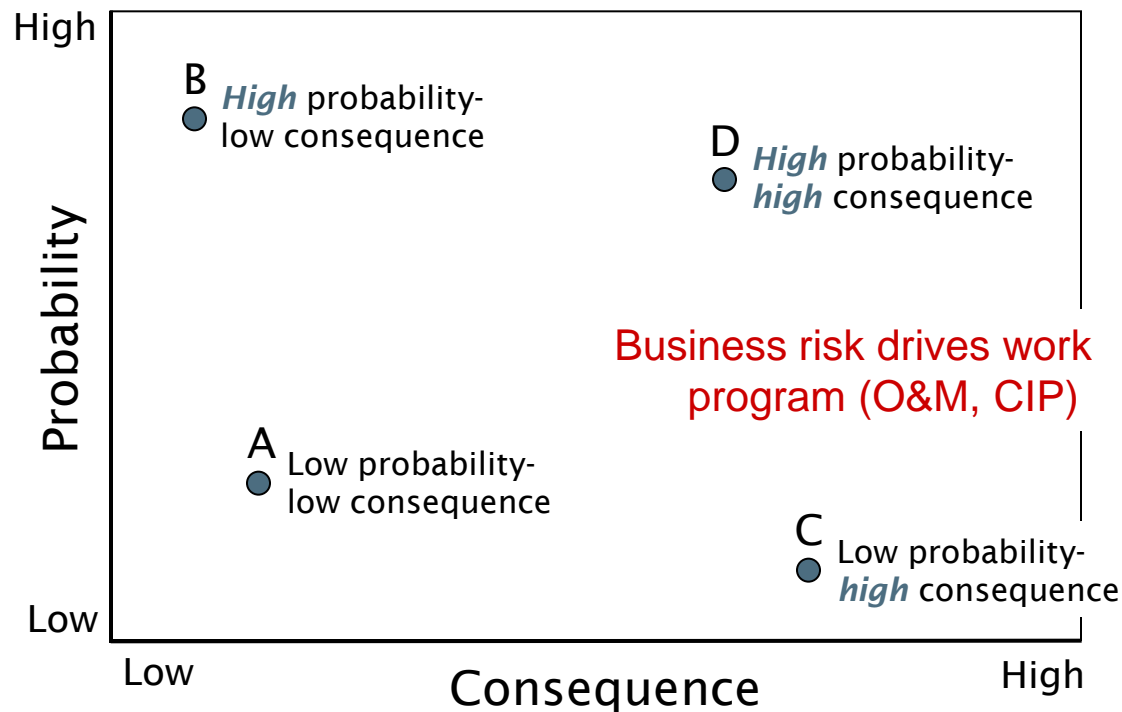 High
B
High probability-
low consequence
D
High probability-
high consequence
Probability
Business risk drives work
program (O&M, CIP)
A
Low probability-
low consequence
C
Low probability-
high consequence
Low
Low
Consequence
High